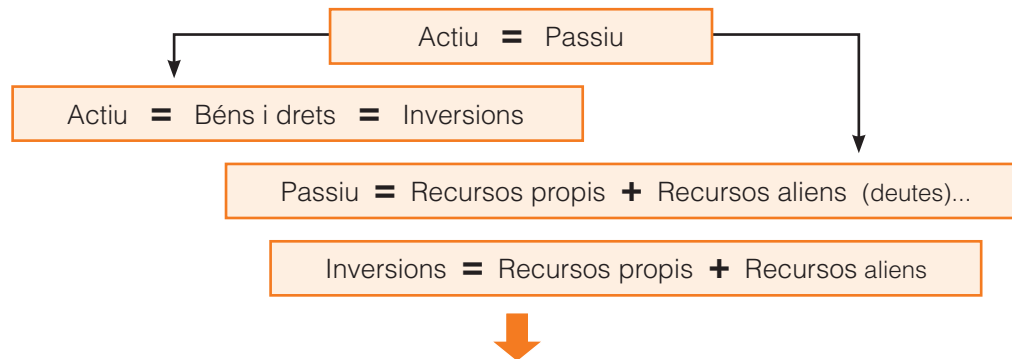 Actiu = Passiu
Actiu = Béns i drets = Inversions
Passiu = Recursos propis + Recursos aliens (deutes)...
Inversions = Recursos propis + Recursos aliens